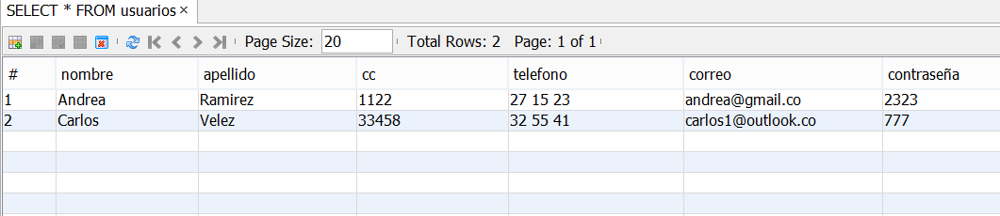 SELECT * FROM usuarios ×
Page Size: 20 Total Rows: 2 Page: 1 of 1
# nombre apellido cc telefono correo contraseña
1 Andrea Ramirez 1122 27 15 23 andrea@gmail.co 2323
2 Carlos Velez 33458 32 55 41 carlos1@outlook.co 777